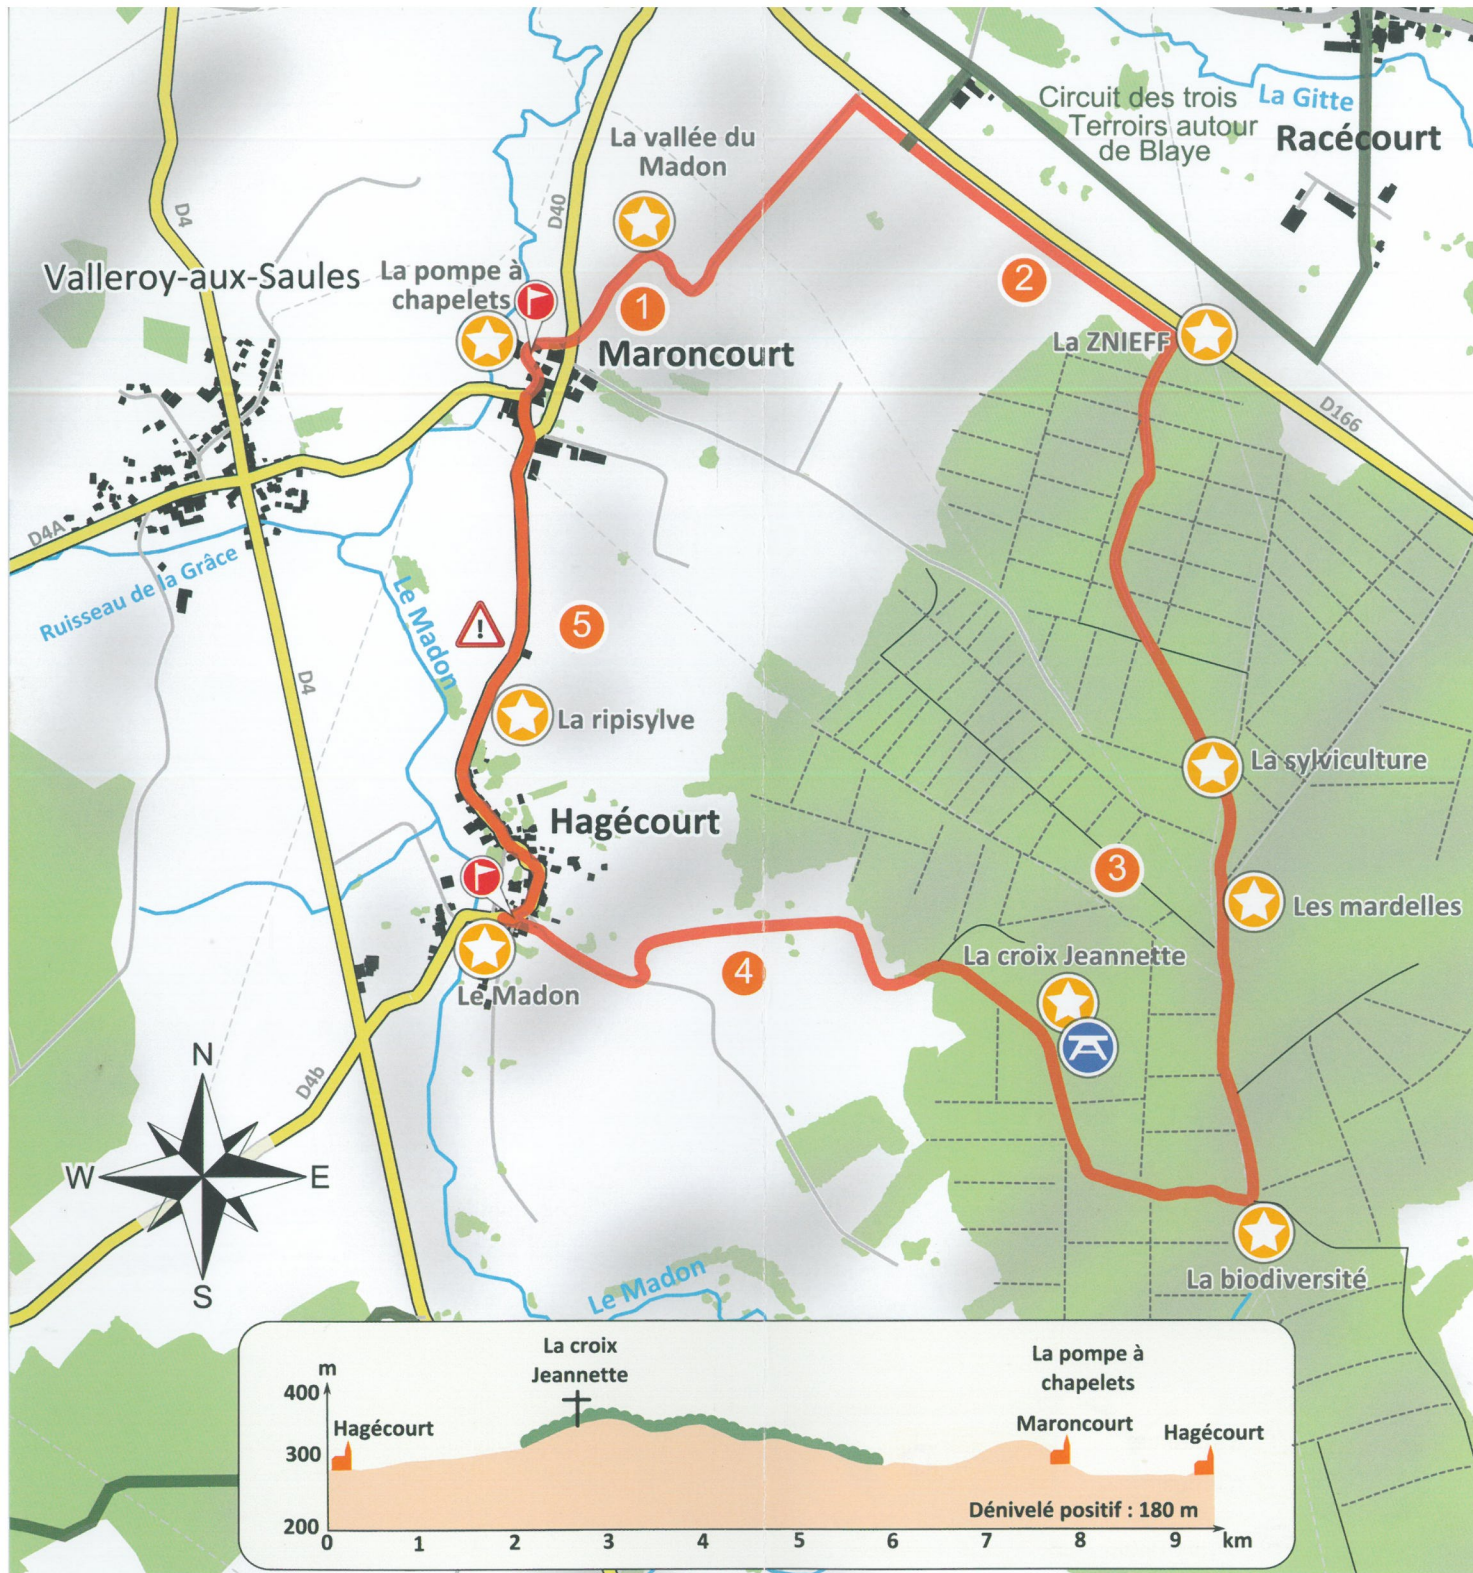 Circuit des trois
Terroirs autour
de Blaye
La Gitte
Racécourt
La vallée du
Madon
D4
D40
Valleroy-aux-Saules
La pompe à
chapelets
1
2
Maroncourt
La ZNIEFF
D166
D4A
Ruisseau de la Grâce
Le Madon
!
5
D4
La ripisylve
La sylviculture
Hagécourt
3
Les mardelles
La croix Jeannette
4
Le Madon
N
W
E
S
D4b
La biodiversité
Le Madon
La croix
Jeannette
La pompe à
chapelets
m
400
300
200
Hagécourt
Maroncourt
Hagécourt
Dénivelé positif : 180 m
0 1 2 3 4 5 6 7 8 9 km